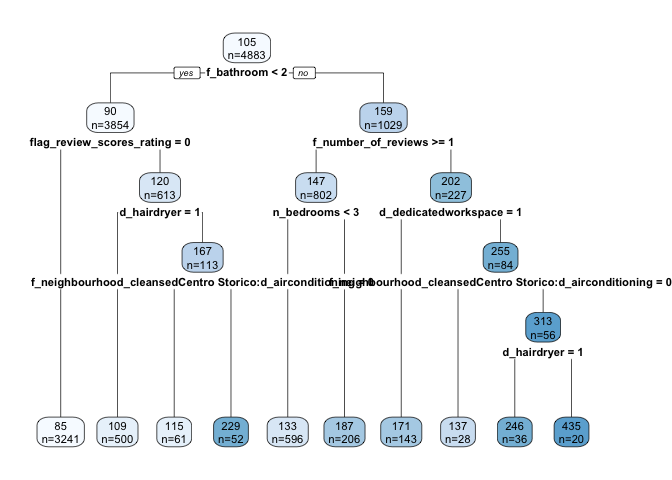 105
n=4883
yes
f_bathroom < 2
no
90
n=3854
159
n=1029
flag_review_scores_rating = 0
f_number_of_reviews >= 1
120
n=613
147
n=802
202
n=227
d_hairdryer = 1
n_bedrooms < 3
d_dedicatedworkspace = 1
167
n=113
255
n=84
f_neighbourhood_cleansedCentro Storico:d_airconditioning = 0
f_neighbourhood_cleansedCentro Storico:d_airconditioning = 0
313
n=56
d_hairdryer = 1
85
n=3241
109
n=500
115
n=61
229
n=52
133
n=596
187
n=206
171
n=143
137
n=28
246
n=36
435
n=20